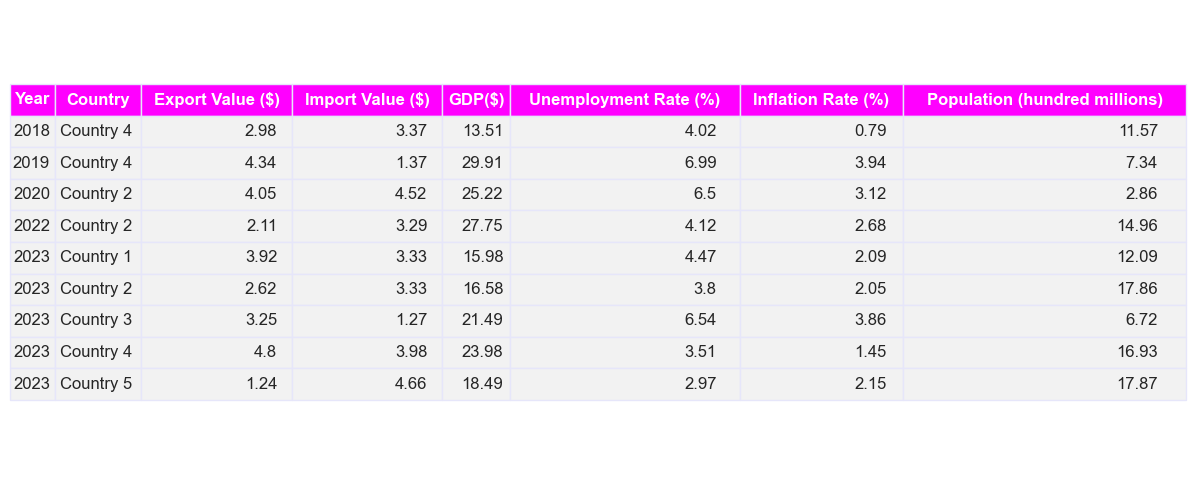 Year Country Export Value ($) Import Value ($) GDP($) Unemployment Rate (%) Inflation Rate (%) Population (hundred millions)
2018 Country 4 2.98 3.37 13.51 4.02 0.79 11.57
2019 Country 4 4.34 1.37 29.91 6.99 3.94 7.34
2020 Country 2 4.05 4.52 25.22 6.5 3.12 2.86
2022 Country 2 2.11 3.29 27.75 4.12 2.68 14.96
2023 Country 1 3.92 3.33 15.98 4.47 2.09 12.09
2023 Country 2 2.62 3.33 16.58 3.8 2.05 17.86
2023 Country 3 3.25 1.27 21.49 6.54 3.86 6.72
2023 Country 4 4.8 3.98 23.98 3.51 1.45 16.93
2023 Country 5 1.24 4.66 18.49 2.97 2.15 17.87